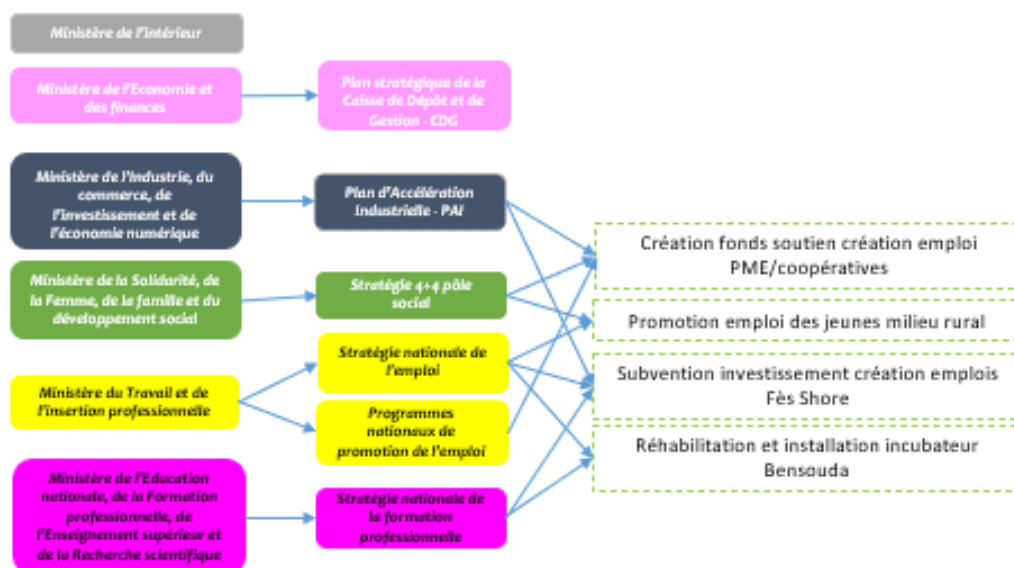 Ministère de l'intérieur
Ministère de l'Economie et
des finances
Plan stratégique de la
Caisse de Dépôt et de
Gestion - CDG
Ministère de l'Industrie, du
commerce, de
l'investissement et de
l'économie numérique
Plan d'Accélération
Industrielle - PAI
Ministère de la Solidarité, de
la Femme, de la famille et du
développement social
Stratégie 4+4 pôle
social
Ministère du Travail et de
l'insertion professionnelle
Stratégie nationale de
l'emploi
Programmes
nationaux de
promotion de l'emploi
Ministère de l'Education
nationale, de la Formation
professionnelle, de
l'Enseignement supérieur et
de la Recherche scientifique
Stratégie nationale de
la formation
professionnelle
Création fonds soutien création emploi
PME/coopératives
Promotion emploi des jeunes milieu rural
Subvention investissement création emplois
Fès Shore
Réhabilitation et installation incubateur
Bensouda